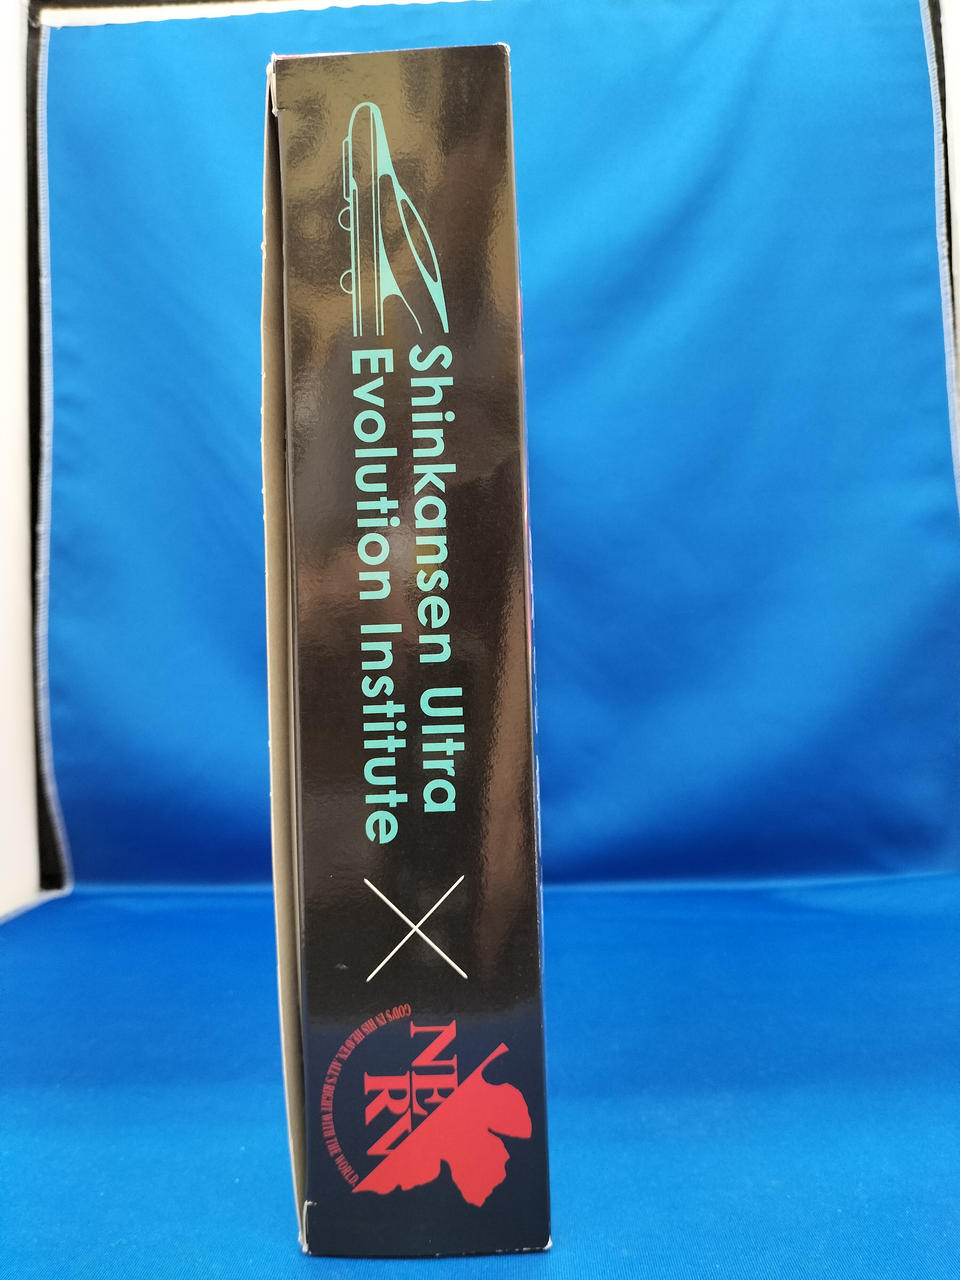 Shinkansen Ultra
Evolution Institute
×
NERV
GOD'S IN HIS HEAVEN. ALL'S RIGHT WITH THE WORLD.